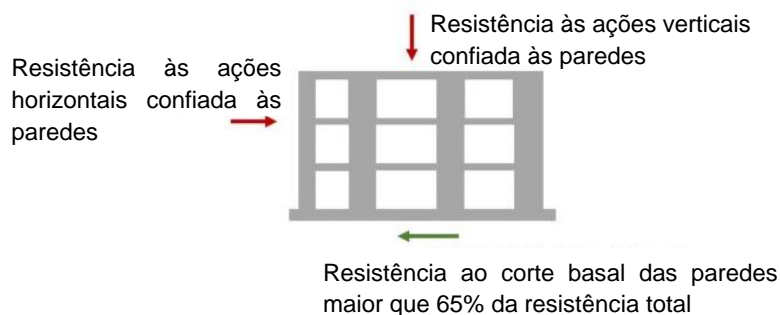 Resistência às ações verticais
confiada às paredes
Resistência às ações
horizontais confiada às
paredes
Resistência ao corte basal das paredes
maior que 65% da resistência total